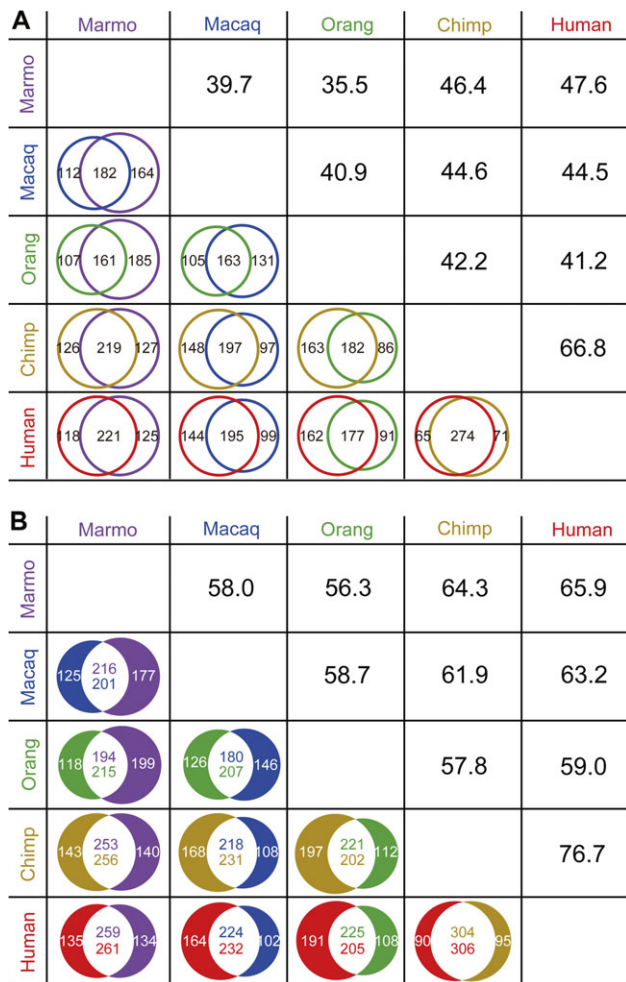 A
Marmo Macaq Orang Chimp Human
Marmo 39.7 35.5 46.4 47.6
Macaq 112 182 164 40.9 44.6 44.5
Orang 107 161 185 105 163 131 42.2 41.2
Chimp 126 219 127 148 197 97 163 182 86 66.8
Human 118 221 125 144 195 99 162 177 91 65 274 71
B
Marmo Macaq Orang Chimp Human
Marmo 58.0 56.3 64.3 65.9
Macaq 125 216 201 177 58.7 61.9 63.2
Orang 118 194 215 199 126 180 207 146 57.8 59.0
Chimp 143 253 256 140 168 218 231 108 197 221 202 112 76.7
Human 135 259 261 134 164 224 232 102 191 225 205 108 90 304 306 95